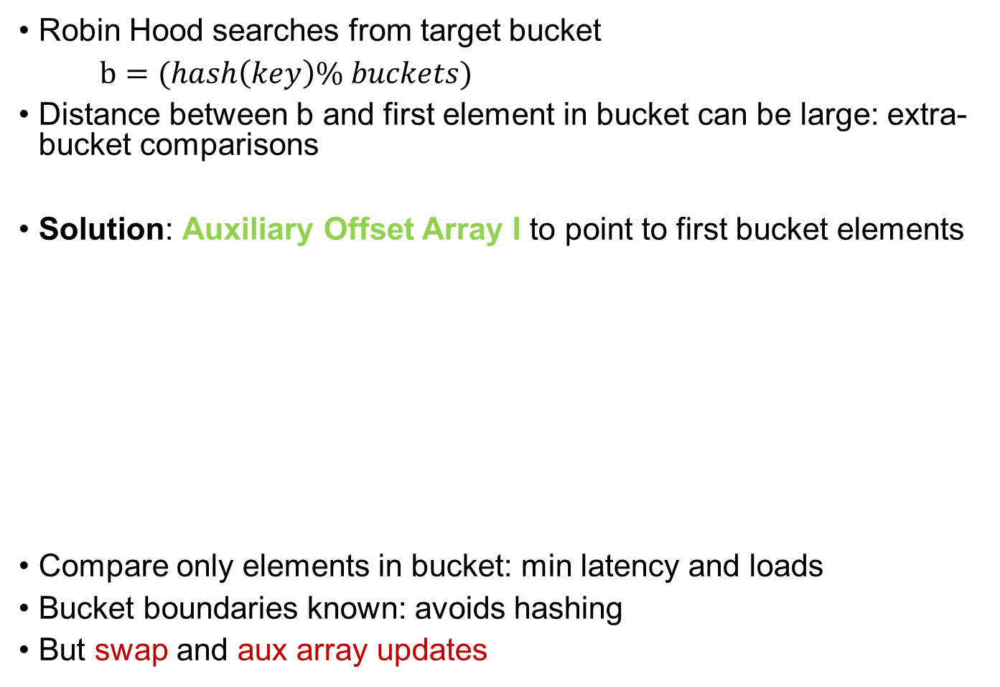 • Robin Hood searches from target bucket
b = (hash(key)% buckets)
• Distance between b and first element in bucket can be large: extra-
bucket comparisons
• Solution: Auxiliary Offset Array I to point to first bucket elements
• Compare only elements in bucket: min latency and loads
• Bucket boundaries known: avoids hashing
• But swap and aux array updates